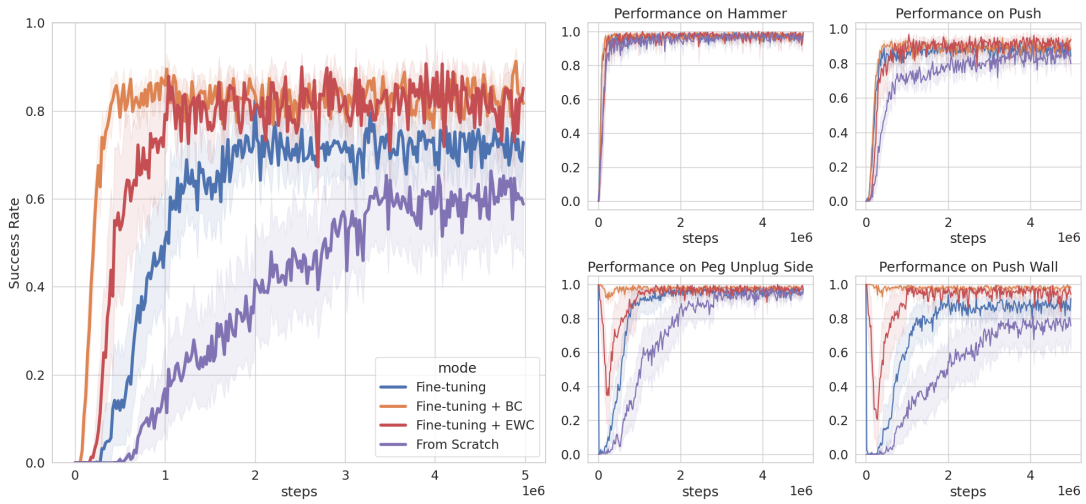 1.0
0.8
0.6
0.4
0.2
0.0
Success Rate
0
1
2
3
4
5
1e6
steps
mode
Fine-tuning
Fine-tuning + BC
Fine-tuning + EWC
From Scratch
Performance on Hammer
1.0
0.8
0.6
0.4
0.2
0.0
0
2
4
1e6
steps
Performance on Push
1.0
0.8
0.6
0.4
0.2
0.0
0
2
4
1e6
steps
Performance on Peg Unplug Side
1.0
0.8
0.6
0.4
0.2
0.0
0
2
4
1e6
steps
Performance on Push Wall
1.0
0.8
0.6
0.4
0.2
0.0
0
2
4
1e6
steps